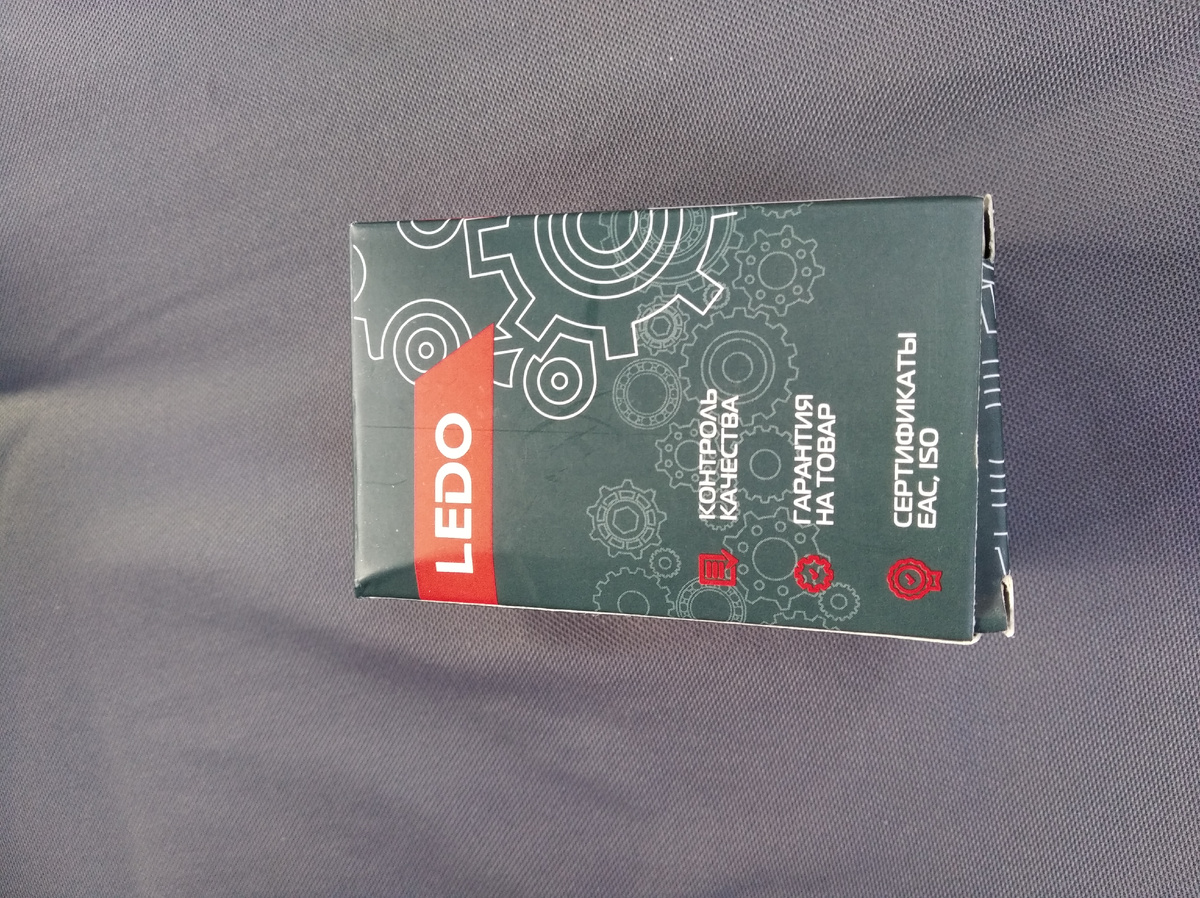 LEDO
КОНТРОЛЬ
КАЧЕСТВА
ГАРАНТИЯ
НА ТОВАР
СЕРТИФИКАТЫ
EAC, ISO